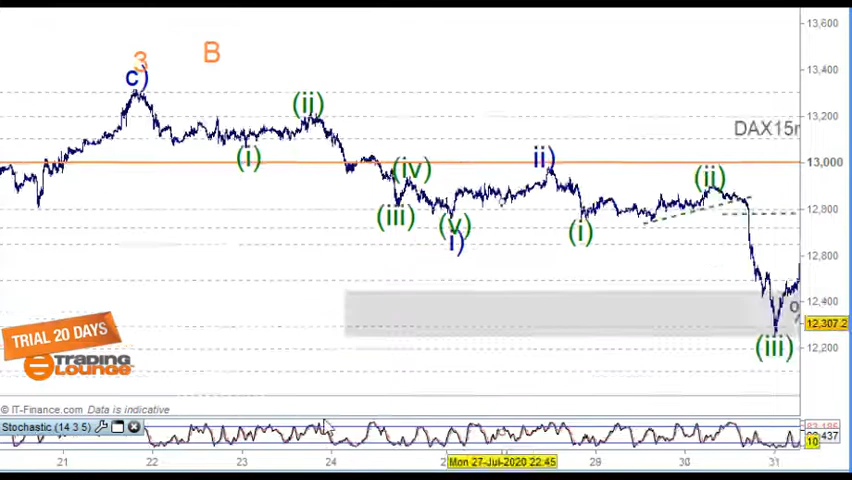 13,600
3
B
c)
13,400
(ii)
13,200
DAX15m
(i)
13,000
(iv)
ii)
(ii)
(iii)
12,800
(v)
(i)
i)
12,600
12,400
12,307.2
TRIAL 20 DAYS
TRADING
LOUNGE
(iii)
12,200
© IT-Finance.com Data is indicative
Stochastic (14 3 5)
10
21
22
23
24
Mon 27-Jul-2020 22:45
29
30
31